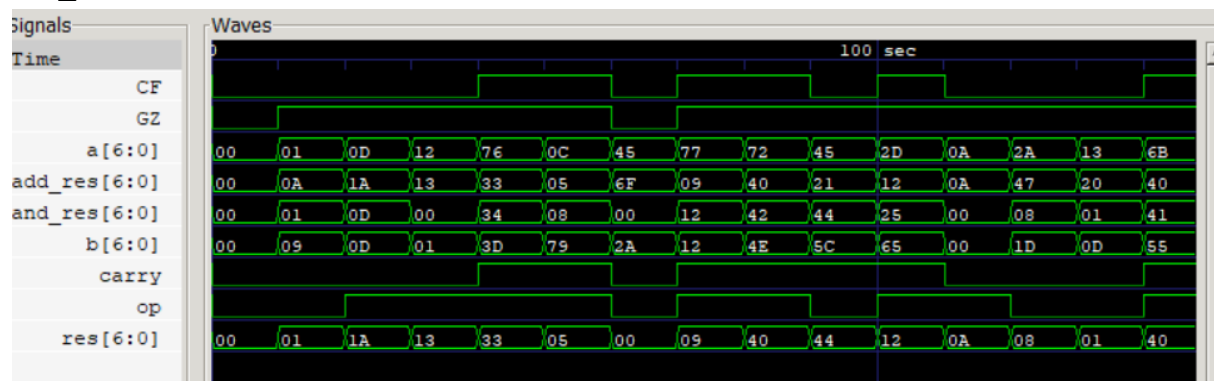 Signals Waves
Time 0 100 sec
CF
GZ
a[6:0] 00 01 0D 12 76 0C 45 77 72 45 2D 0A 2A 13 6B
add_res[6:0] 00 0A 1A 13 33 05 6F 09 40 21 12 0A 47 20 40
and_res[6:0] 00 01 0D 00 34 08 00 12 42 44 25 00 08 01 41
b[6:0] 00 09 0D 01 3D 79 2A 12 4E 5C 65 00 1D 0D 55
carry
op
res[6:0] 00 01 1A 13 33 05 00 09 40 44 12 0A 08 01 40